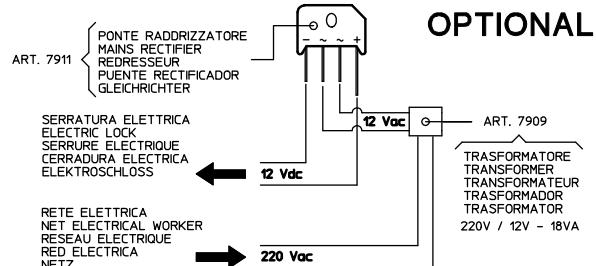 OPTIONAL
PONTE RADDRIZZATORE
MAINS RECTIFIER
ART. 7911
REDRESSEUR
PUENTE RECTIFICADOR
GLEICHRICHTER
- ~ ~ +
SERRATURA ELETTRICA
ELECTRIC LOCK
SERRURE ELECTRIQUE
CERRADURA ELECTRICA
ELEKTROSCHLOSS
12 Vac
ART. 7909
12 Vdc
TRASFORMATORE
TRANSFORMER
TRANSFORMATEUR
TRASFORMADOR
TRASFORMATOR
220V / 12V - 18VA
RETE ELETTRICA
NET ELECTRICAL WORKER
RESEAU ELECTRIQUE
RED ELECTRICA
NETZ
220 Vac